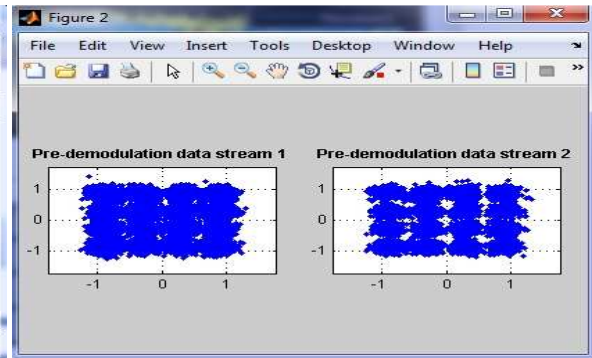 Figure 2
File Edit View Insert Tools Desktop Window Help
Pre-demodulation data stream 1
1
0
-1
-1 0 1
Pre-demodulation data stream 2
1
0
-1
-1 0 1